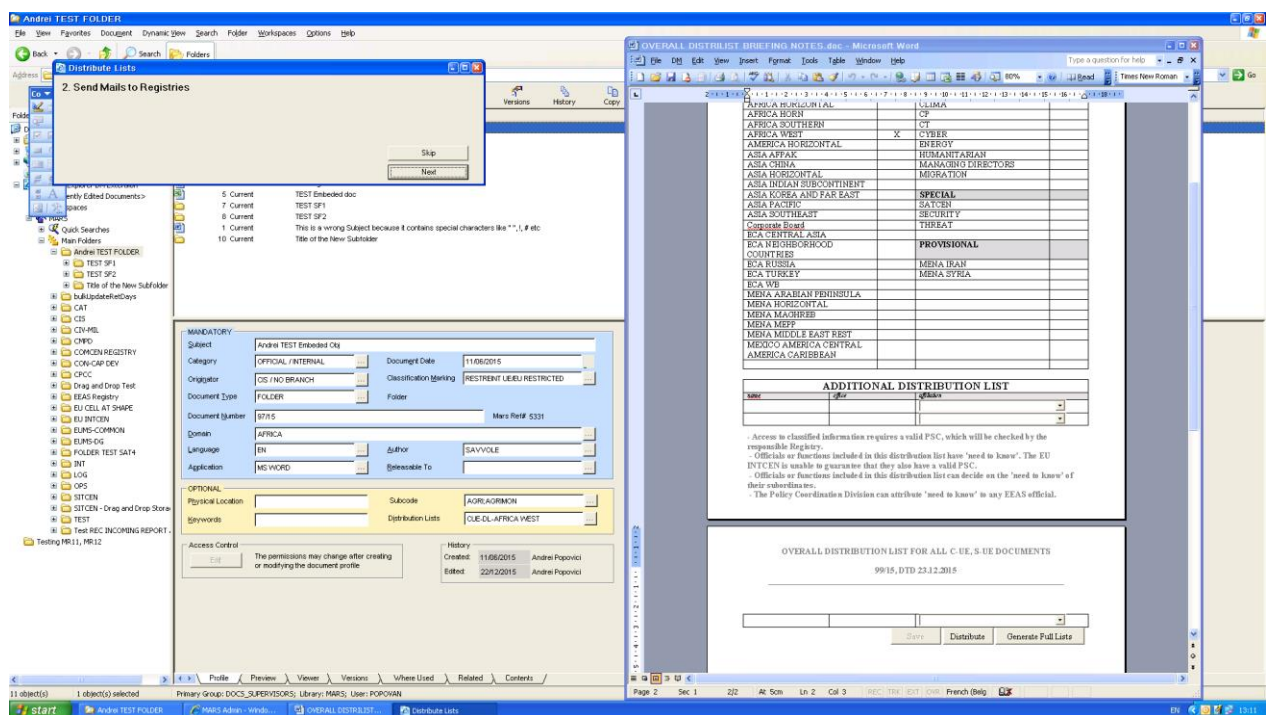 Andrei TEST FOLDER
File View Favorites Document Dynamic View Search Folder Workspaces Options Help
Back Search Folders
Address
Distribute Lists
2. Send Mails to Registries
Skip
Next
Versions History Copy
Co
Folde
ently Edited Documents>
spaces
MARS
Quick Searches
Main Folders
Andrei TEST FOLDER
TEST SF1
TEST SF2
Title of the New Subfolder
bulkUpdateRetDays
CAT
CIS
CIV-MIL
CMPD
COMCEN REGISTRY
CON-CAP DEV
CPCC
Drag and Drop Test
EEAS Registry
EU CELL AT SHAPE
EU INTCEN
EUMS-COMMON
EUMS-DG
FOLDER TEST SAT4
INT
LOG
OPS
SITCEN
SITCEN - Drag and Drop Stora
TEST
Test REC INCOMING REPORT
Testing MR11, MR12
5 Current TEST Embeded doc
7 Current TEST SF1
8 Current TEST SF2
1 Current This is a wrong Subject because it contains special characters like * ", !, # etc
10 Current Title of the New Subfolder
MANDATORY
Subject Andrei TEST Embeded Obj
Category OFFICIAL / INTERNAL ... Document Date 11/06/2015
Originator CIS / NO BRANCH ... Classification Marking RESTREINT UE/EU RESTRICTED ...
Document Type FOLDER ... Folder
Document Number 97/15 Mars Ref# 5331
Domain AFRICA ...
Language EN ... Author SAVVOLE ...
Application MS WORD ... Releasable To ...
OPTIONAL
Physical Location Subcode AGRI;AGRIMON ...
Keywords Distribution Lists CUE-DL-AFRICA WEST ...
Access Control
Edit
The permissions may change after creating
or modifying the document profile
History
Created: 11/06/2015 Andrei Popovici
Edited: 22/12/2015 Andrei Popovici
Profile Preview Viewer Versions Where Used Related Contents
11 object(s) 1 object(s) selected Primary Group: DOCS_SUPERVISORS; Library: MARS; User: POPOVAN
OVERALL DISTRILIST BRIEFING NOTES.doc - Microsoft Word
File DM Edit View Insert Format Tools Table Window Help Type a question for help
80% Read Times New Roman
Go
AFRICA HORIZONTAL CLIMA
AFRICA HORN CP
AFRICA SOUTHERN CT
AFRICA WEST X CYBER
AMERICA HORIZONTAL ENERGY
ASIA AFPAK HUMANITARIAN
ASIA CHINA MANAGING DIRECTORS
ASIA HORIZONTAL MIGRATION
ASIA INDIAN SUBCONTINENT
ASIA KOREA AND FAR EAST SPECIAL
ASIA PACIFIC SATCEN
ASIA SOUTHEAST SECURITY
Corporate Board THREAT
ECA CENTRAL ASIA
ECA NEIGHBORHOOD PROVISIONAL
COUNTRIES
ECA RUSSIA MENA IRAN
ECA TURKEY MENA SYRIA
ECA WB
MENA ARABIAN PENINSULA
MENA HORIZONTAL
MENA MAGHREB
MENA MEPP
MENA MIDDLE EAST REST
MEXICO AMERICA CENTRAL
AMERICA CARIBBEAN
ADDITIONAL DISTRIBUTION LIST
name office affiliation
- Access to classified information requires a valid PSC, which will be checked by the
responsible Registry.
- Officials or functions included in this distribution list have 'need to know'. The EU
INTCEN is unable to guarantee that they also have a valid PSC.
- Officials or functions included in this distribution list can decide on the 'need to know' of
their subordinates.
- The Policy Coordination Division can attribute 'need to know' to any EEAS official.
OVERALL DISTRIBUTION LIST FOR ALL C-UE, S-UE DOCUMENTS
99/15, DTD 23.12.2015
Save Distribute Generate Full Lists
Page 2 Sec 1 2/2 At 5cm Ln 2 Col 3 REC TRK EXT OVR French (Belg
start Andrei TEST FOLDER MARS Admin - Windo... OVERALL DISTRILIST... Distribute Lists EN 13:11